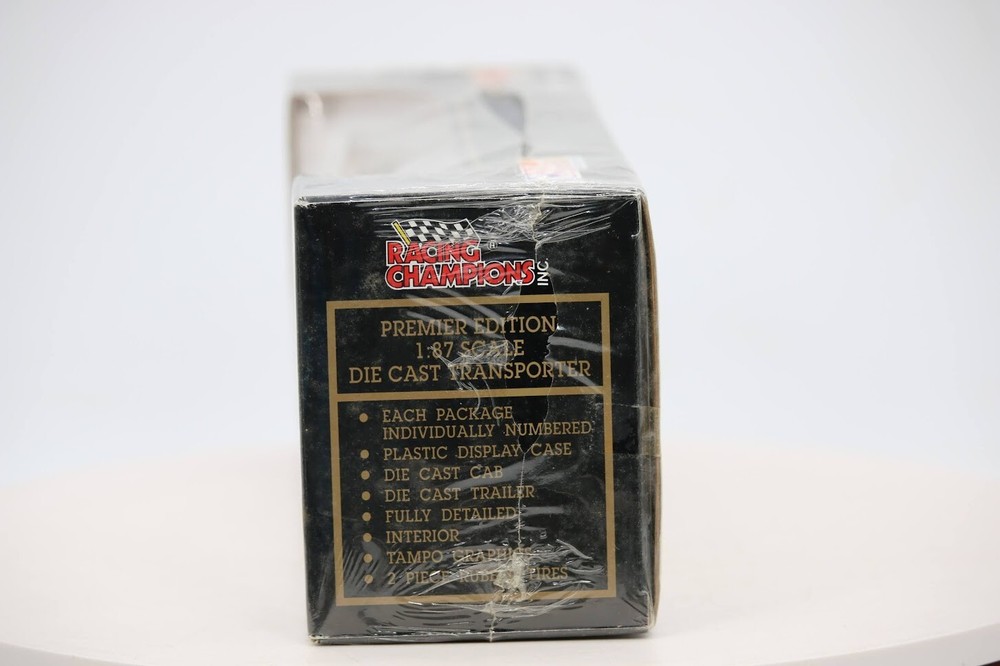 RACING
CHAMPIONS INC.
PREMIER EDITION
1:87 SCALE
DIE CAST TRANSPORTER
• EACH PACKAGE
INDIVIDUALLY NUMBERED
• PLASTIC DISPLAY CASE
• DIE CAST CAB
• DIE CAST TRAILER
• FULLY DETAILED
• INTERIOR
• TAMPO GRAPHICS
• 2 PIECE RUBBER TIRES